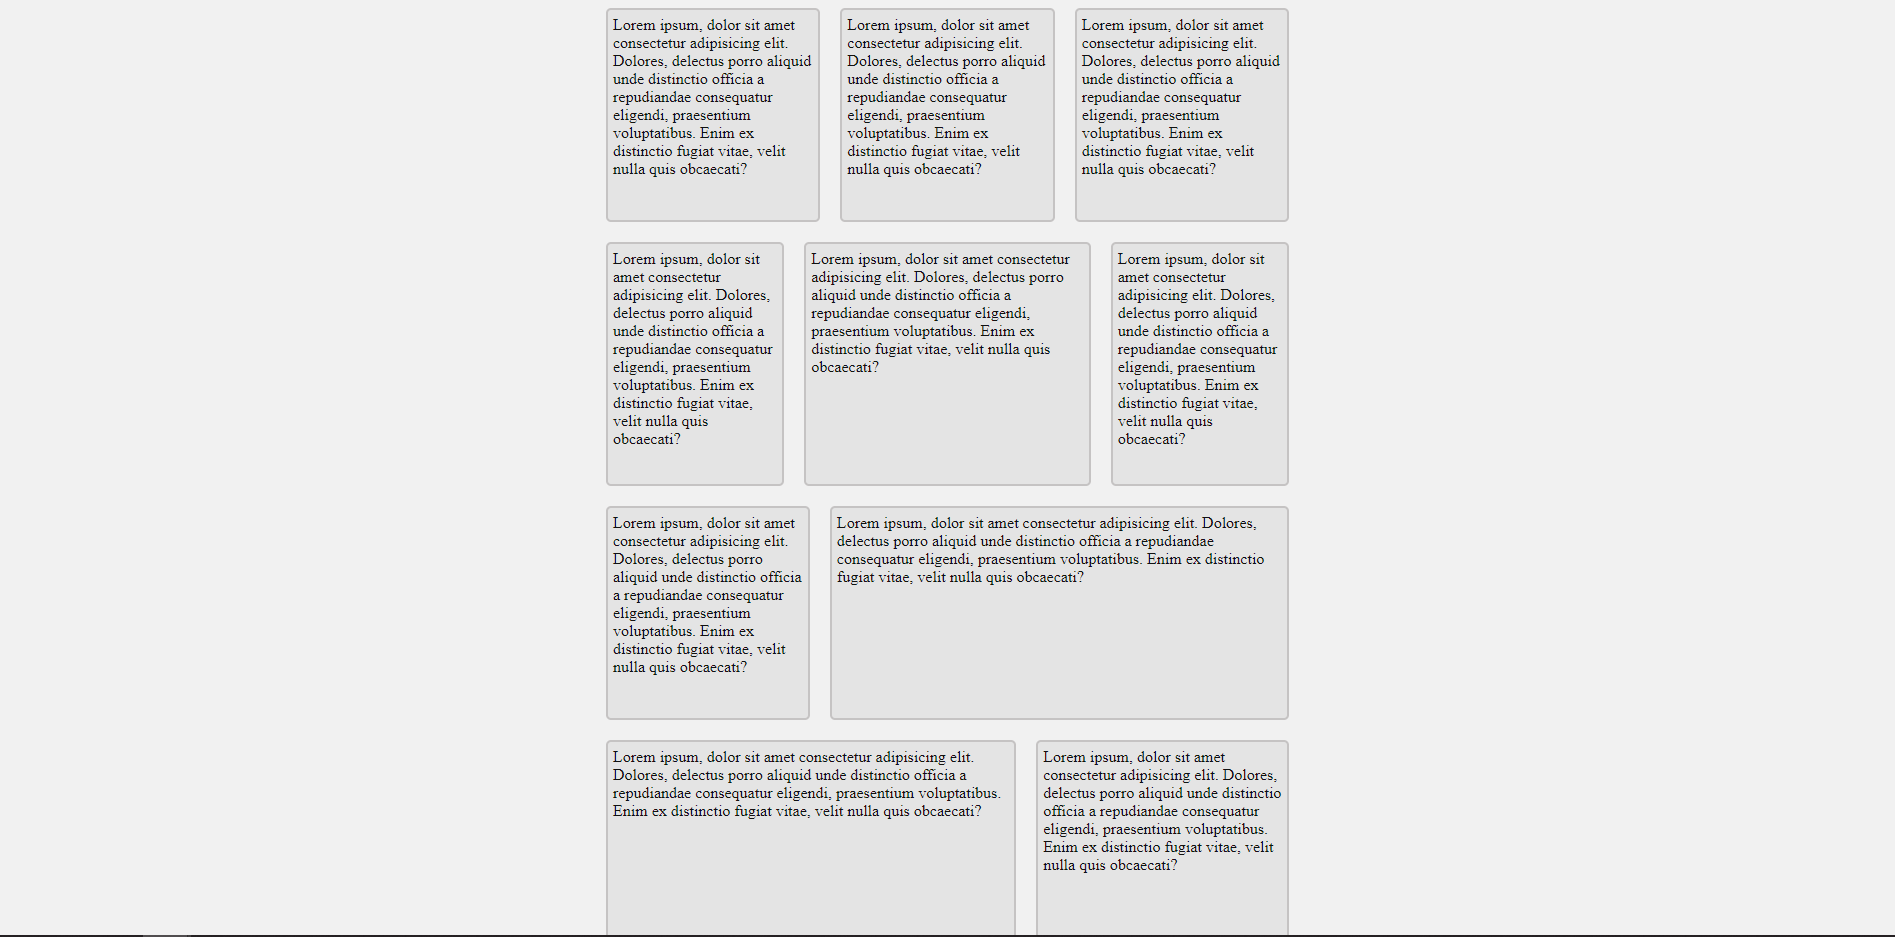 Lorem ipsum, dolor sit amet
consectetur adipisicing elit.
Dolores, delectus porro aliquid
unde distinctio officia a
repudiandae consequatur
eligendi, praesentium
voluptatibus. Enim ex
distinctio fugiat vitae, velit
nulla quis obcaecati?
Lorem ipsum, dolor sit amet
consectetur adipisicing elit.
Dolores, delectus porro aliquid
unde distinctio officia a
repudiandae consequatur
eligendi, praesentium
voluptatibus. Enim ex
distinctio fugiat vitae, velit
nulla quis obcaecati?
Lorem ipsum, dolor sit amet
consectetur adipisicing elit.
Dolores, delectus porro aliquid
unde distinctio officia a
repudiandae consequatur
eligendi, praesentium
voluptatibus. Enim ex
distinctio fugiat vitae, velit
nulla quis obcaecati?
Lorem ipsum, dolor sit
amet consectetur
adipisicing elit. Dolores,
delectus porro aliquid
unde distinctio officia a
repudiandae consequatur
eligendi, praesentium
voluptatibus. Enim ex
distinctio fugiat vitae,
velit nulla quis
obcaecati?
Lorem ipsum, dolor sit amet consectetur
adipisicing elit. Dolores, delectus porro
aliquid unde distinctio officia a
repudiandae consequatur eligendi,
praesentium voluptatibus. Enim ex
distinctio fugiat vitae, velit nulla quis
obcaecati?
Lorem ipsum, dolor sit
amet consectetur
adipisicing elit. Dolores,
delectus porro aliquid
unde distinctio officia a
repudiandae consequatur
eligendi, praesentium
voluptatibus. Enim ex
distinctio fugiat vitae,
velit nulla quis
obcaecati?
Lorem ipsum, dolor sit amet
consectetur adipisicing elit.
Dolores, delectus porro
aliquid unde distinctio officia
a repudiandae consequatur
eligendi, praesentium
voluptatibus. Enim ex
distinctio fugiat vitae, velit
nulla quis obcaecati?
Lorem ipsum, dolor sit amet consectetur adipisicing elit. Dolores,
delectus porro aliquid unde distinctio officia a repudiandae
consequatur eligendi, praesentium voluptatibus. Enim ex distinctio
fugiat vitae, velit nulla quis obcaecati?
Lorem ipsum, dolor sit amet consectetur adipisicing elit.
Dolores, delectus porro aliquid unde distinctio officia a
repudiandae consequatur eligendi, praesentium voluptatibus.
Enim ex distinctio fugiat vitae, velit nulla quis obcaecati?
Lorem ipsum, dolor sit amet
consectetur adipisicing elit. Dolores,
delectus porro aliquid unde distinctio
officia a repudiandae consequatur
eligendi, praesentium voluptatibus.
Enim ex distinctio fugiat vitae, velit
nulla quis obcaecati?